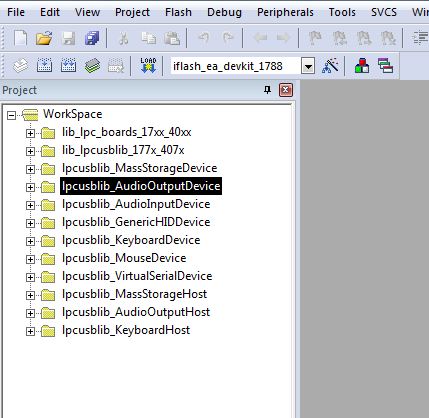 File Edit View Project Flash Debug Peripherals Tools SVCS
LOAD
iflash_ea_devkit_1788
Project
WorkSpace
lib_lpc_boards_17xx_40xx
lib_lpcusblib_177x_407x
lpcusblib_MassStorageDevice
lpcusblib_AudioOutputDevice
lpcusblib_AudioInputDevice
lpcusblib_GenericHIDDevice
lpcusblib_KeyboardDevice
lpcusblib_MouseDevice
lpcusblib_VirtualSerialDevice
lpcusblib_MassStorageHost
lpcusblib_AudioOutputHost
lpcusblib_KeyboardHost